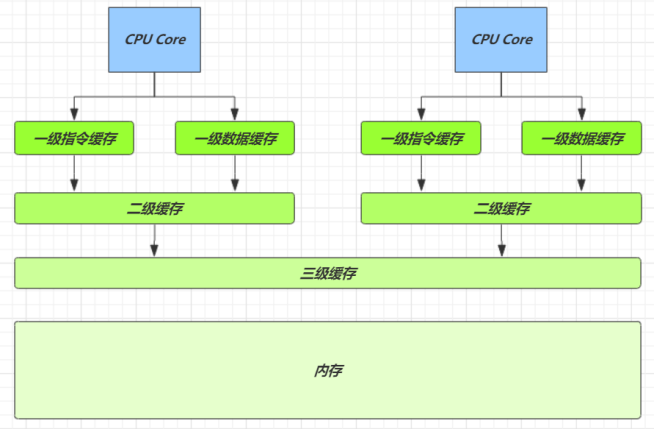 CPU Core
CPU Core
一级指令缓存
一级数据缓存
一级指令缓存
一级数据缓存
二级缓存
二级缓存
三级缓存
内存